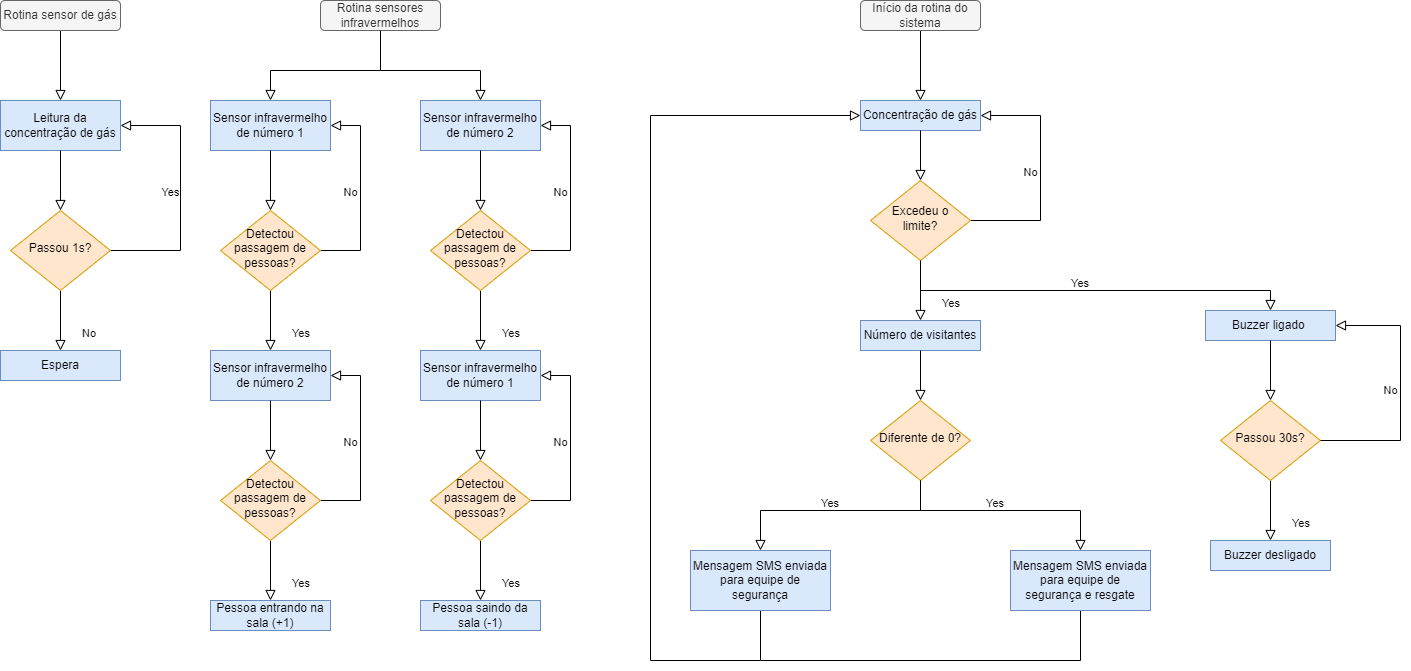 Rotina sensor de gás
Leitura da
concentração de gás
Yes
Passou 1s?
No
Espera
Rotina sensores
infravermelhos
Sensor infravermelho
de número 1
No
Detectou
passagem de
pessoas?
Yes
Sensor infravermelho
de número 2
No
Detectou
passagem de
pessoas?
Yes
Pessoa entrando na
sala (+1)
Sensor infravermelho
de número 2
No
Detectou
passagem de
pessoas?
Yes
Sensor infravermelho
de número 1
No
Detectou
passagem de
pessoas?
Yes
Pessoa saindo da
sala (-1)
Início da rotina do
sistema
Concentração de gás
No
Excedeu o
limite?
Yes
Yes
Número de visitantes
Diferente de 0?
Yes
Yes
Mensagem SMS enviada
para equipe de
segurança
Mensagem SMS enviada
para equipe de
segurança e resgate
Buzzer ligado
No
Passou 30s?
Yes
Buzzer desligado